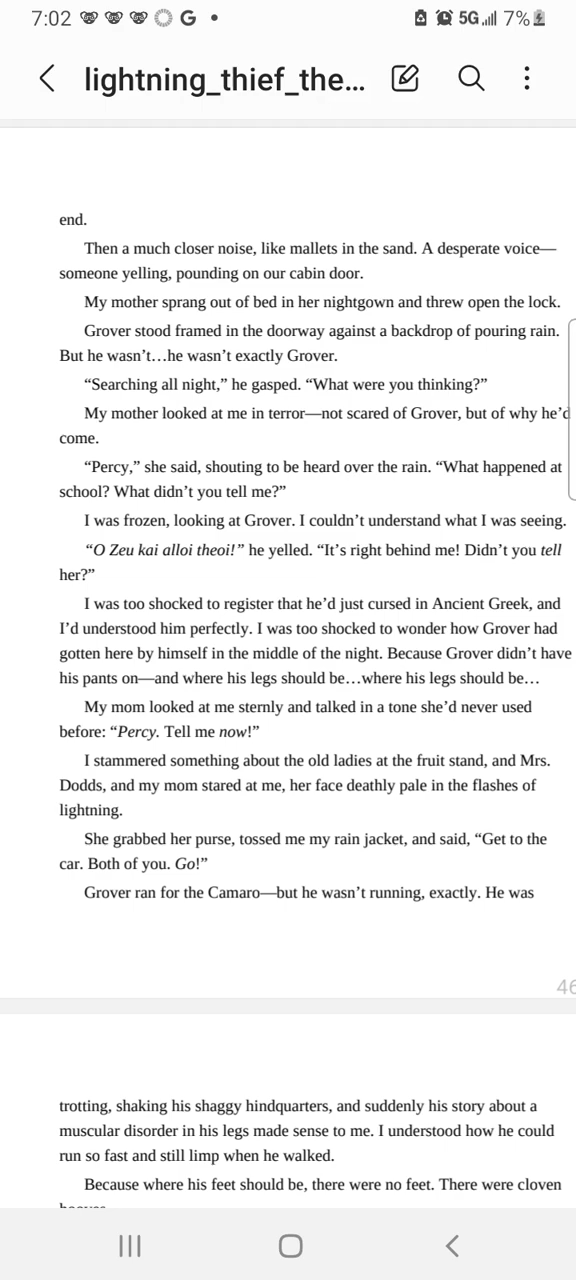 7:02 G • 5G 7%
lightning_thief_the...
end.
Then a much closer noise, like mallets in the sand. A desperate voice—
someone yelling, pounding on our cabin door.
My mother sprang out of bed in her nightgown and threw open the lock.
Grover stood framed in the doorway against a backdrop of pouring rain.
But he wasn’t…he wasn’t exactly Grover.
“Searching all night,” he gasped. “What were you thinking?”
My mother looked at me in terror—not scared of Grover, but of why he’d
come.
“Percy,” she said, shouting to be heard over the rain. “What happened at
school? What didn’t you tell me?”
I was frozen, looking at Grover. I couldn’t understand what I was seeing.
“O Zeu kai alloi theoi!” he yelled. “It’s right behind me! Didn’t you tell
her?”
I was too shocked to register that he’d just cursed in Ancient Greek, and
I’d understood him perfectly. I was too shocked to wonder how Grover had
gotten here by himself in the middle of the night. Because Grover didn’t have
his pants on—and where his legs should be…where his legs should be…
My mom looked at me sternly and talked in a tone she’d never used
before: “Percy. Tell me now!”
I stammered something about the old ladies at the fruit stand, and Mrs.
Dodds, and my mom stared at me, her face deathly pale in the flashes of
lightning.
She grabbed her purse, tossed me my rain jacket, and said, “Get to the
car. Both of you. Go!”
Grover ran for the Camaro—but he wasn’t running, exactly. He was
46
trotting, shaking his shaggy hindquarters, and suddenly his story about a
muscular disorder in his legs made sense to me. I understood how he could
run so fast and still limp when he walked.
Because where his feet should be, there were no feet. There were cloven